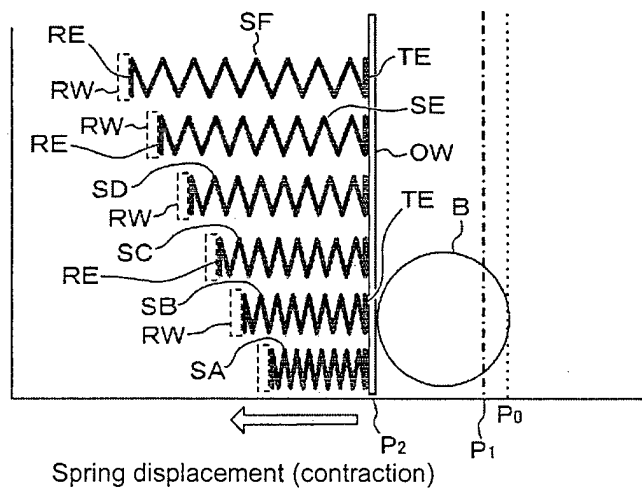 SF
RE
TE
RW
RW
SE
RE
OW
SD
TE
B
RW
SC
RE
SB
RW
SA
P2
P1
P0
Spring displacement (contraction)